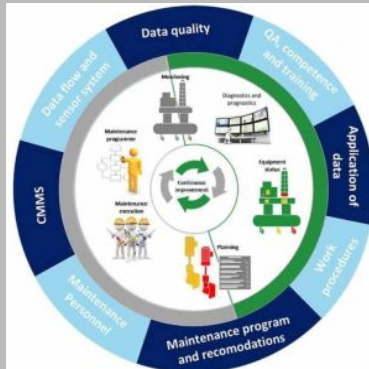 Data quality
QA, competence
and training
Application of
data
Work
procedures
Maintenance program
and recomodations
Maintenance
Personnel
CMMS
Data flow and
sensor system
Monitoring
Diagnostics and
prognostics
Equipment
status
Planning
Maintenance
execution
Maintenance
programme
Continuous
improvement